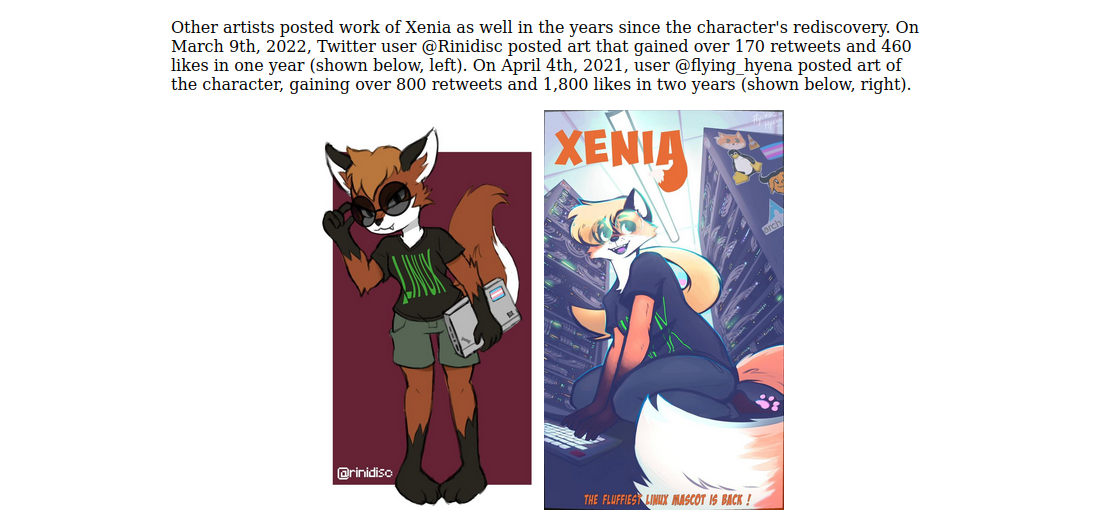 Other artists posted work of Xenia as well in the years since the character's rediscovery. On
March 9th, 2022, Twitter user @Rinidisc posted art that gained over 170 retweets and 460
likes in one year (shown below, left). On April 4th, 2021, user @flying_hyena posted art of
the character, gaining over 800 retweets and 1,800 likes in two years (shown below, right).
XENIA
LINUX
@rinidisc
THE FLUFFIEST LINUX MASCOT IS BACK !